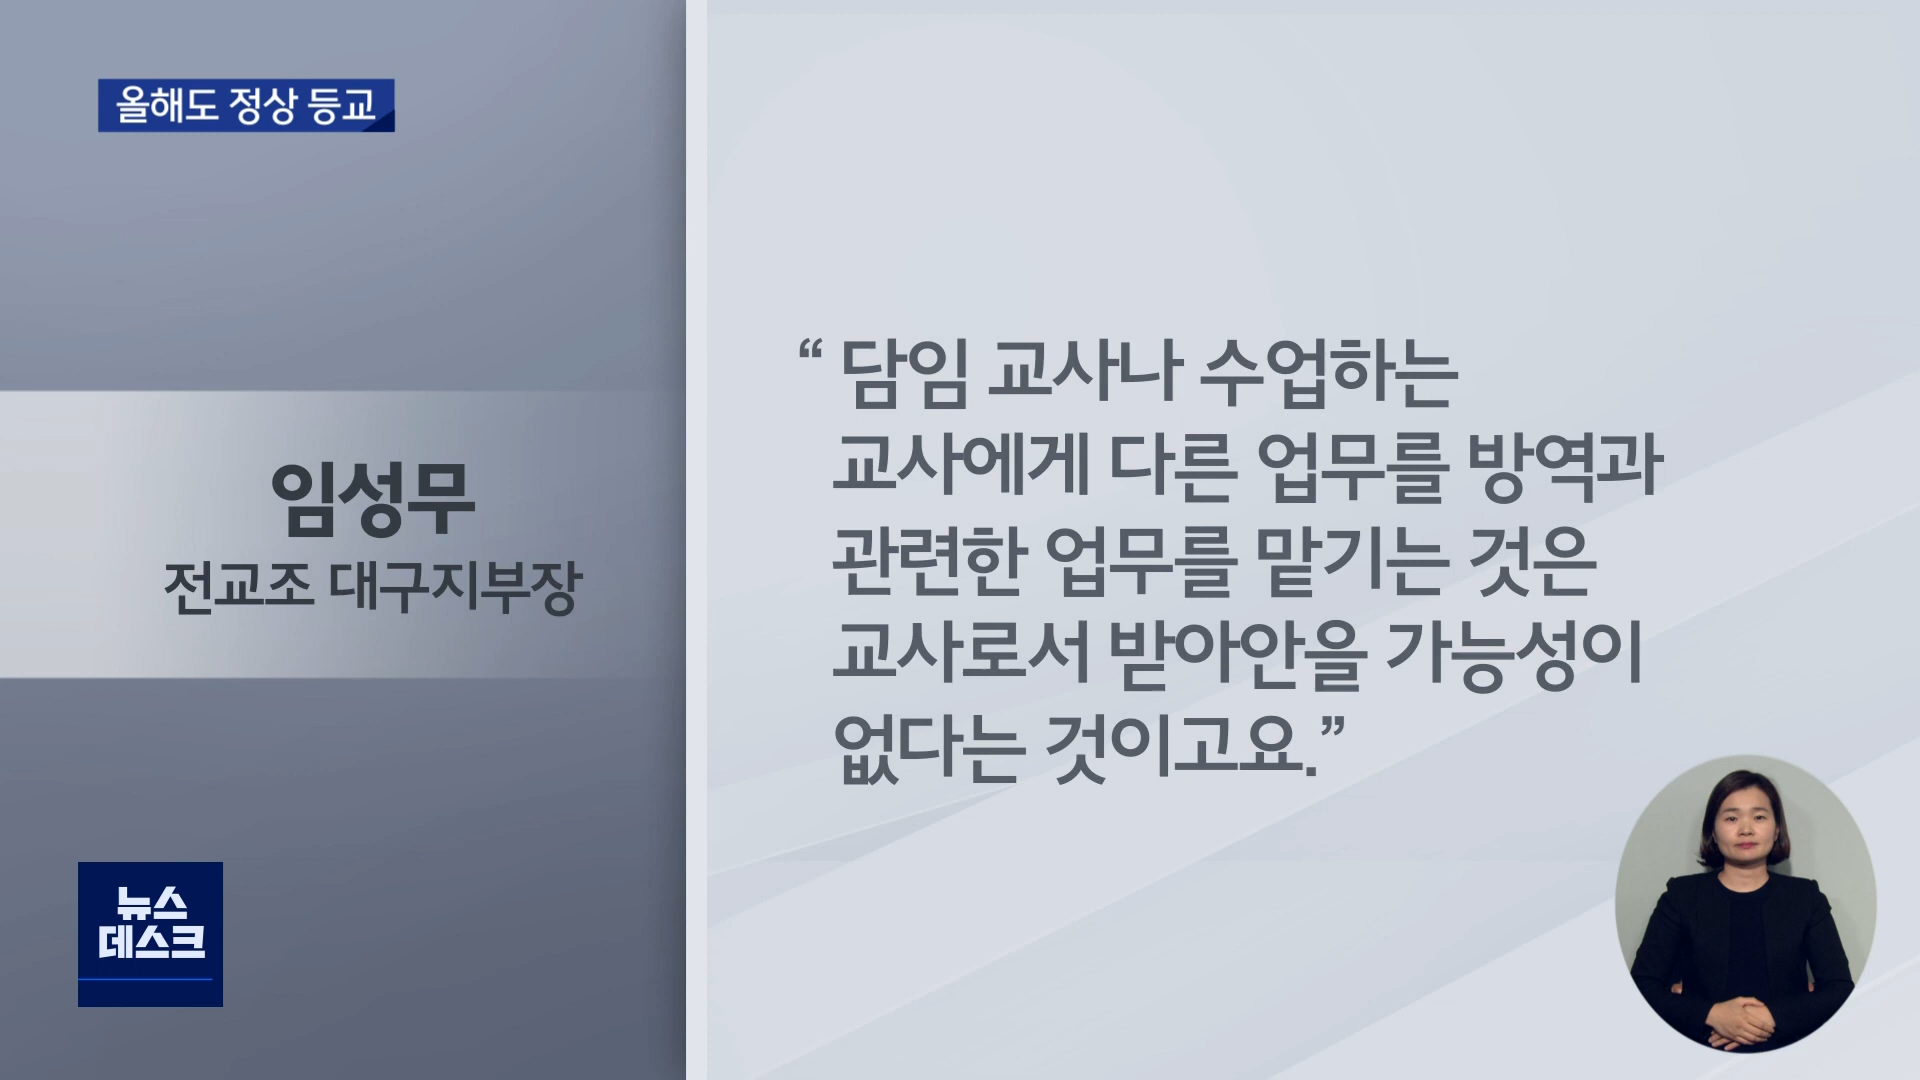 올해도 정상 등교
임성무
전교조 대구지부장
“ 담임 교사나 수업하는
교사에게 다른 업무를 방역과
관련한 업무를 맡기는 것은
교사로서 받아안을 가능성이
없다는 것이고요.”
뉴스
데스크